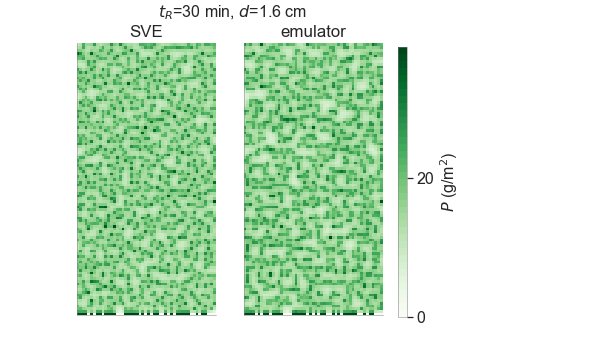 t_R=30 min, d=1.6 cm
SVE emulator
20
0
P (g/m²)